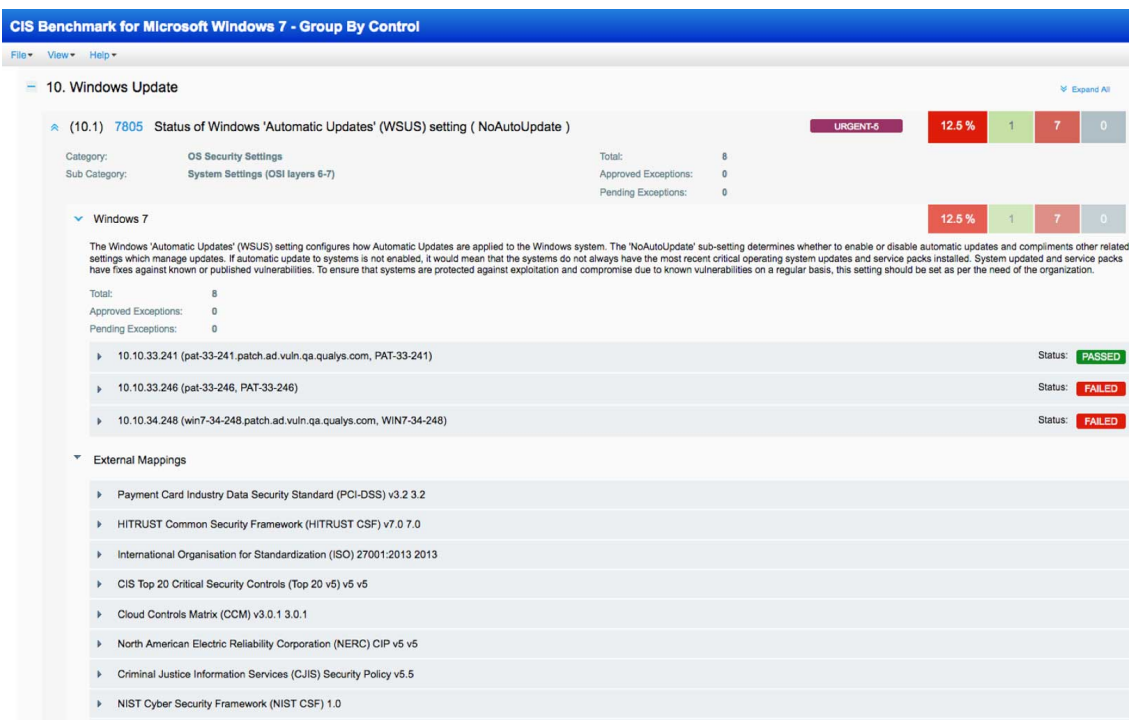 CIS Benchmark for Microsoft Windows 7 - Group By Control
File View Help
10. Windows Update Expand All
(10.1) 7805 Status of Windows 'Automatic Updates' (WSUS) setting ( NoAutoUpdate ) URGENT-5 12.5 % 1 7 0
Category: OS Security Settings Total: 8
Sub Category: System Settings (OSI layers 6-7) Approved Exceptions: 0
Pending Exceptions: 0
Windows 7 12.5 % 1 7 0
The Windows 'Automatic Updates' (WSUS) setting configures how Automatic Updates are applied to the Windows system. The 'NoAutoUpdate' sub-setting determines whether to enable or disable automatic updates and compliments other related
settings which manage updates. If automatic update to systems is not enabled, it would mean that the systems do not always have the most recent critical operating system updates and service packs installed. System updated and service packs
have fixes against known or published vulnerabilities. To ensure that systems are protected against exploitation and compromise due to known vulnerabilities on a regular basis, this setting should be set as per the need of the organization.
Total: 8
Approved Exceptions: 0
Pending Exceptions: 0
10.10.33.241 (pat-33-241.patch.ad.vuln.qa.qualys.com, PAT-33-241) Status: PASSED
10.10.33.246 (pat-33-246, PAT-33-246) Status: FAILED
10.10.34.248 (win7-34-248.patch.ad.vuln.qa.qualys.com, WIN7-34-248) Status: FAILED
External Mappings
Payment Card Industry Data Security Standard (PCI-DSS) v3.2 3.2
HITRUST Common Security Framework (HITRUST CSF) v7.0 7.0
International Organisation for Standardization (ISO) 27001:2013 2013
CIS Top 20 Critical Security Controls (Top 20 v5) v5 v5
Cloud Controls Matrix (CCM) v3.0.1 3.0.1
North American Electric Reliability Corporation (NERC) CIP v5 v5
Criminal Justice Information Services (CJIS) Security Policy v5.5
NIST Cyber Security Framework (NIST CSF) 1.0